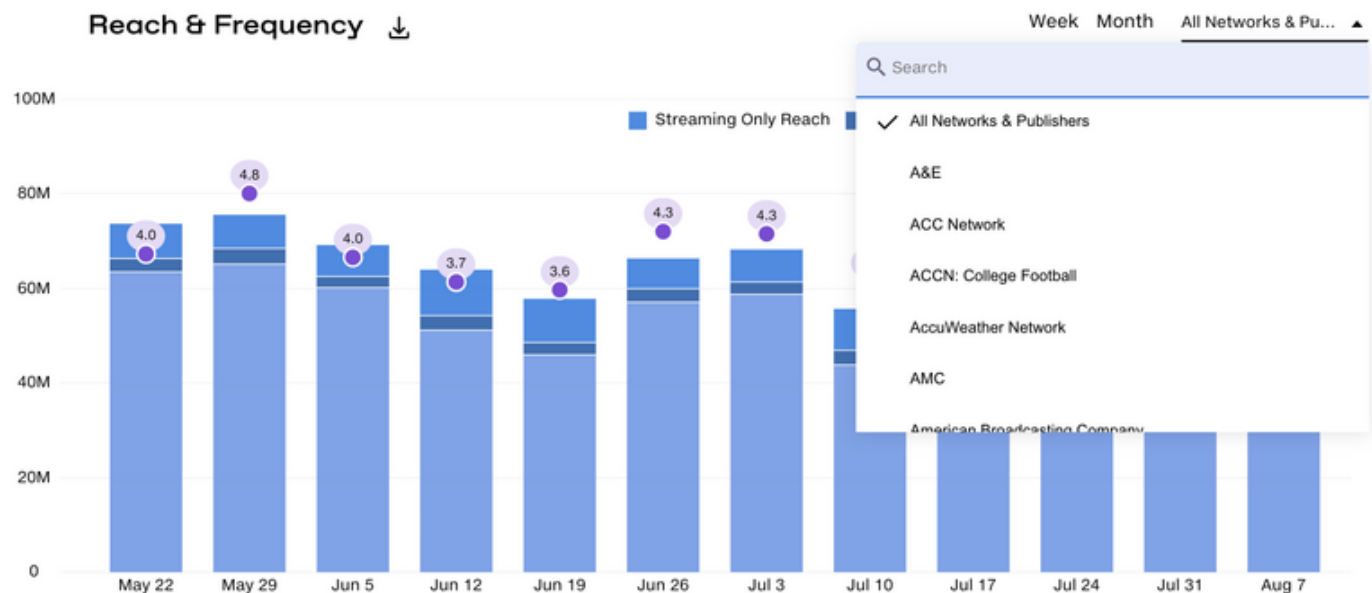 Reach & Frequency
Week Month All Networks & Pu...
Search
100M
Streaming Only Reach
All Networks & Publishers
A&E
80M
4.8
4.0
4.0
3.7
3.6
4.3
4.3
ACC Network
ACCN: College Football
60M
AccuWeather Network
40M
AMC
American Broadcasting Company
20M
0
May 22 May 29 Jun 5 Jun 12 Jun 19 Jun 26 Jul 3 Jul 10 Jul 17 Jul 24 Jul 31 Aug 7